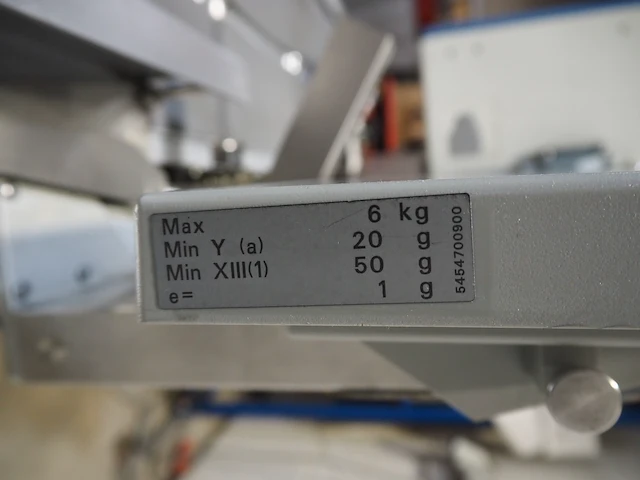 Max 6 kg
Min Y (a) 20 g
Min XIII(1) 50 g
e= 1 g
5454700900